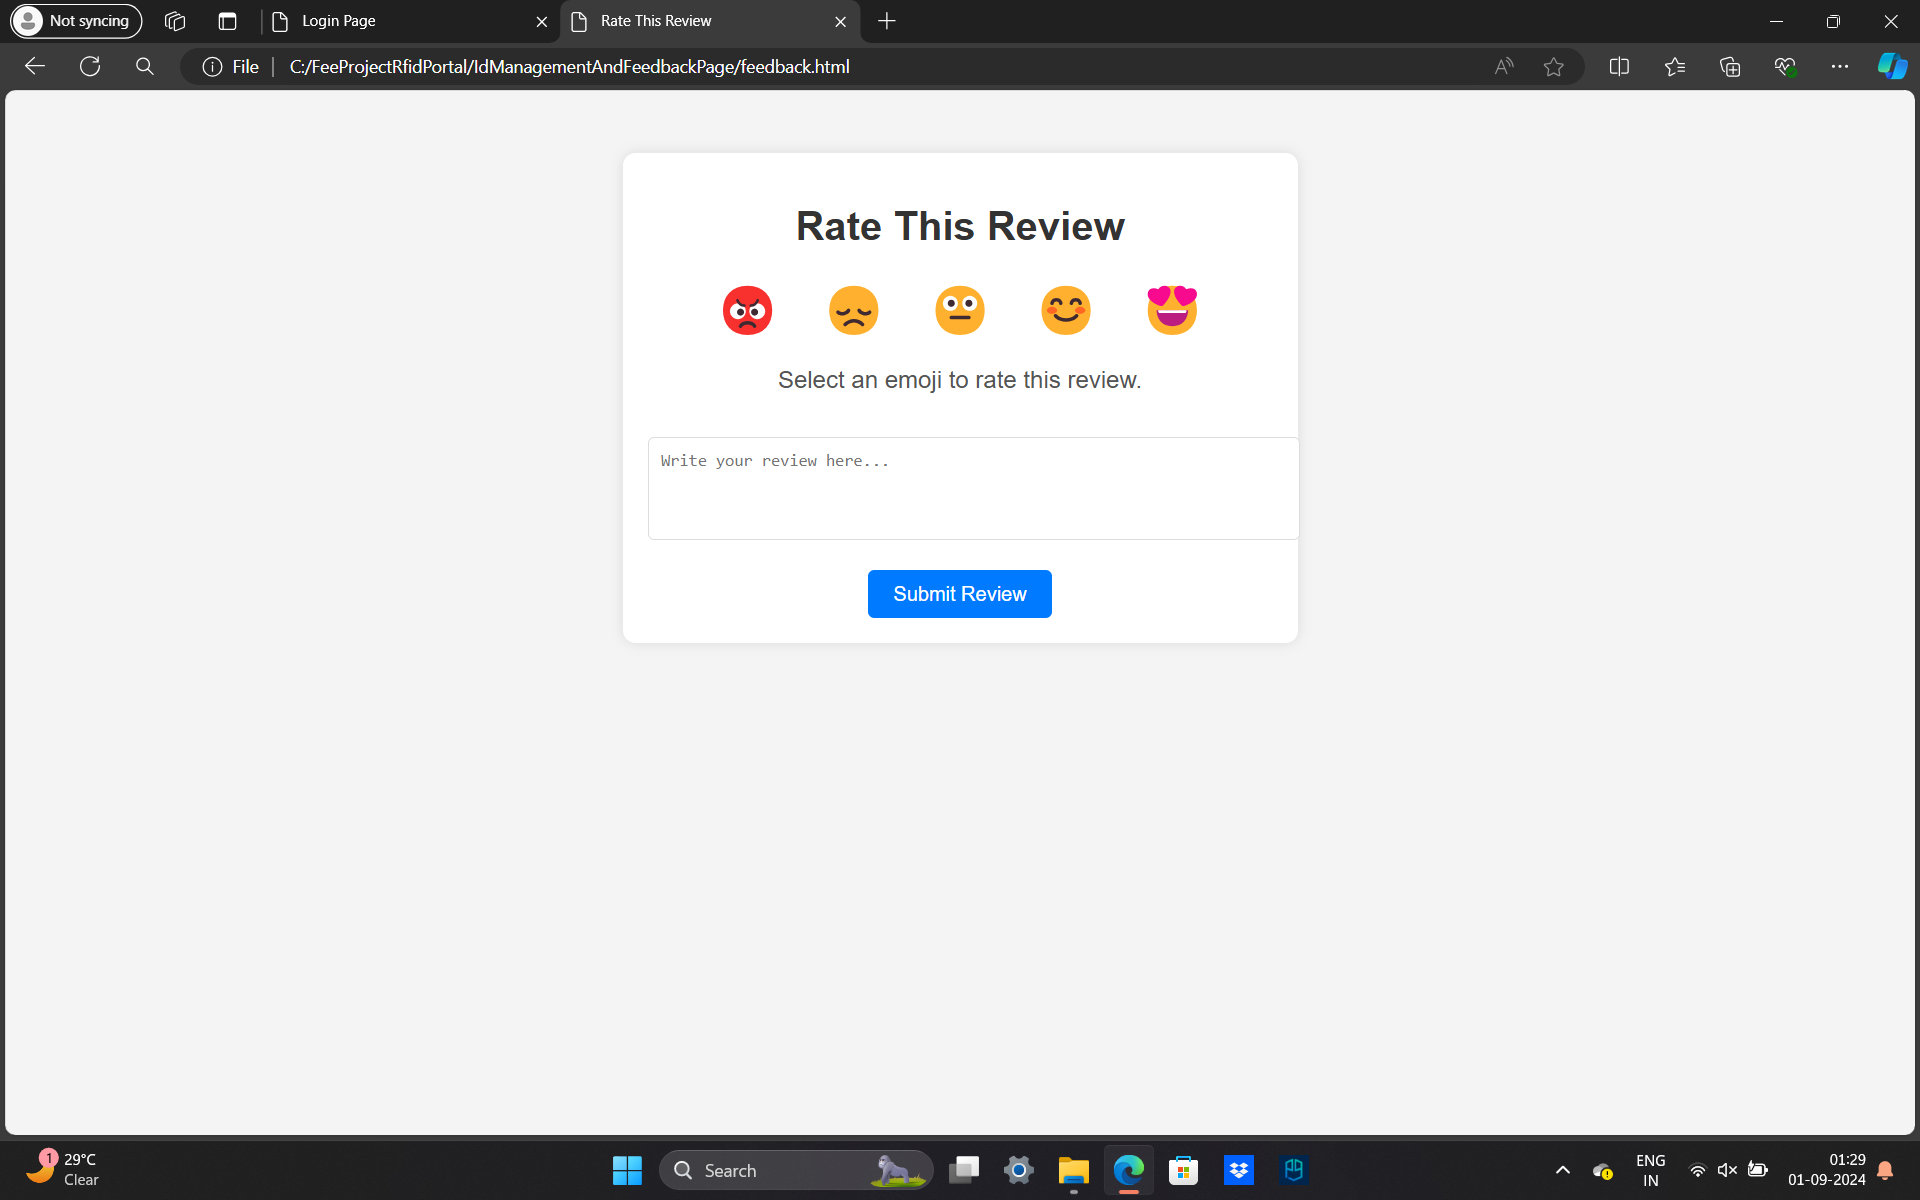 Not syncing
Login Page
Rate This Review
File
C:/FeeProjectRfidPortal/IdManagementAndFeedbackPage/feedback.html
Rate This Review
Select an emoji to rate this review.
Write your review here...
Submit Review
1
29°C
Clear
Search
ENG
IN
01:29
01-09-2024